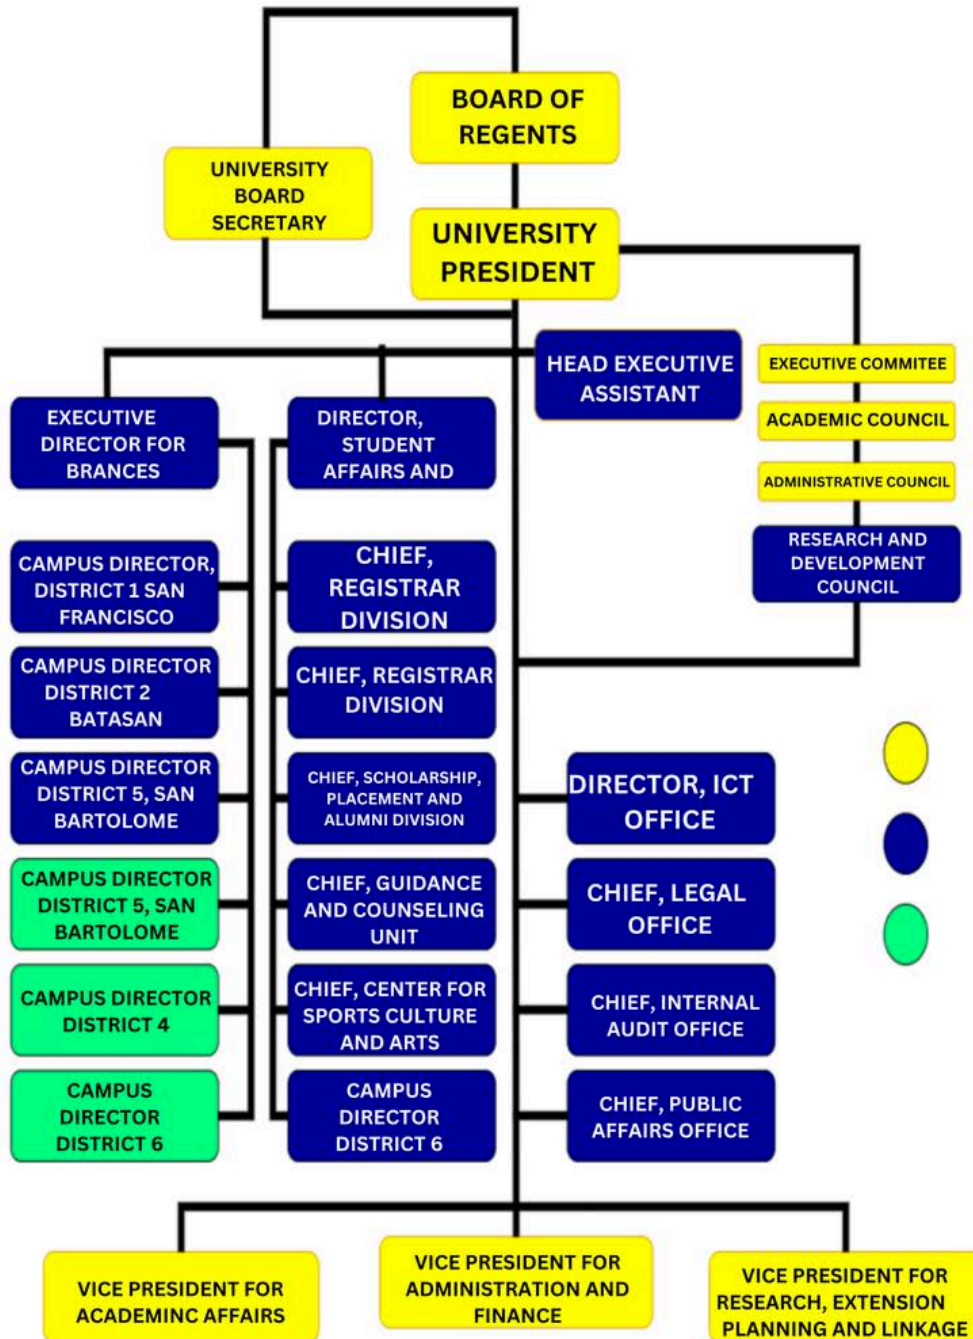 BOARD OF
REGENTS
UNIVERSITY
BOARD
SECRETARY
UNIVERSITY
PRESIDENT
HEAD EXECUTIVE
ASSISTANT
EXECUTIVE COMMITEE
ACADEMIC COUNCIL
ADMINISTRATIVE COUNCIL
RESEARCH AND
DEVELOPMENT
COUNCIL
EXECUTIVE
DIRECTOR FOR
BRANCES
DIRECTOR,
STUDENT
AFFAIRS AND
CAMPUS DIRECTOR,
DISTRICT 1 SAN
FRANCISCO
CHIEF,
REGISTRAR
DIVISION
CAMPUS DIRECTOR
DISTRICT 2
BATASAN
CHIEF, REGISTRAR
DIVISION
CAMPUS DIRECTOR
DISTRICT 5, SAN
BARTOLOME
CHIEF, SCHOLARSHIP,
PLACEMENT AND
ALUMNI DIVISION
DIRECTOR, ICT
OFFICE
CAMPUS DIRECTOR
DISTRICT 5, SAN
BARTOLOME
CHIEF, GUIDANCE
AND COUNSELING
UNIT
CHIEF, LEGAL
OFFICE
CAMPUS DIRECTOR
DISTRICT 4
CHIEF, CENTER FOR
SPORTS CULTURE
AND ARTS
CHIEF, INTERNAL
AUDIT OFFICE
CAMPUS
DIRECTOR
DISTRICT 6
CAMPUS
DIRECTOR
DISTRICT 6
CHIEF, PUBLIC
AFFAIRS OFFICE
VICE PRESIDENT FOR
ACADEMINC AFFAIRS
VICE PRESIDENT FOR
ADMINISTRATION AND
FINANCE
VICE PRESIDENT FOR
RESEARCH, EXTENSION
PLANNING AND LINKAGE